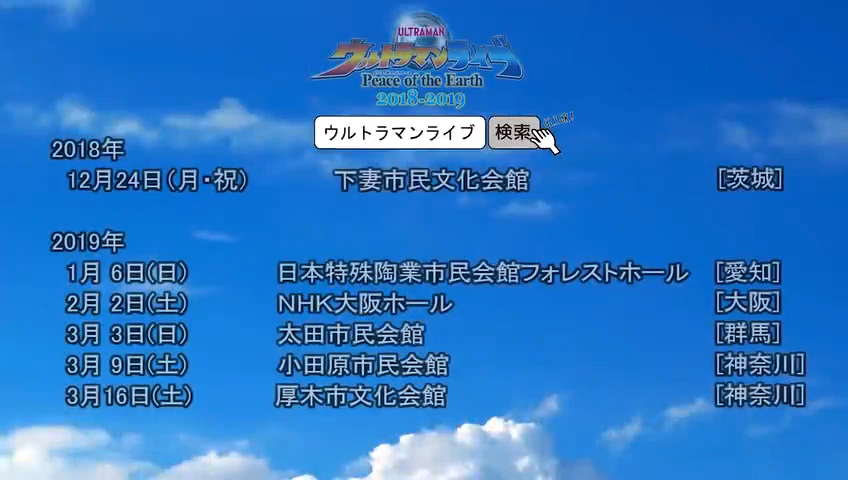 ULTRAMAN
ウルトラマンライブ
Peace of the Earth
2018-2019
ウルトラマンライブ 検索
2018年
12月24日(月・祝) 下妻市民文化会館 [茨城]
2019年
1月 6日(日) 日本特殊陶業市民会館フォレストホール [愛知]
2月 2日(土) NHK大阪ホール [大阪]
3月 3日(日) 太田市民会館 [群馬]
3月 9日(土) 小田原市民会館 [神奈川]
3月16日(土) 厚木市文化会館 [神奈川]